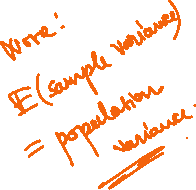 Note:
E(sample variance)
= population
variance.